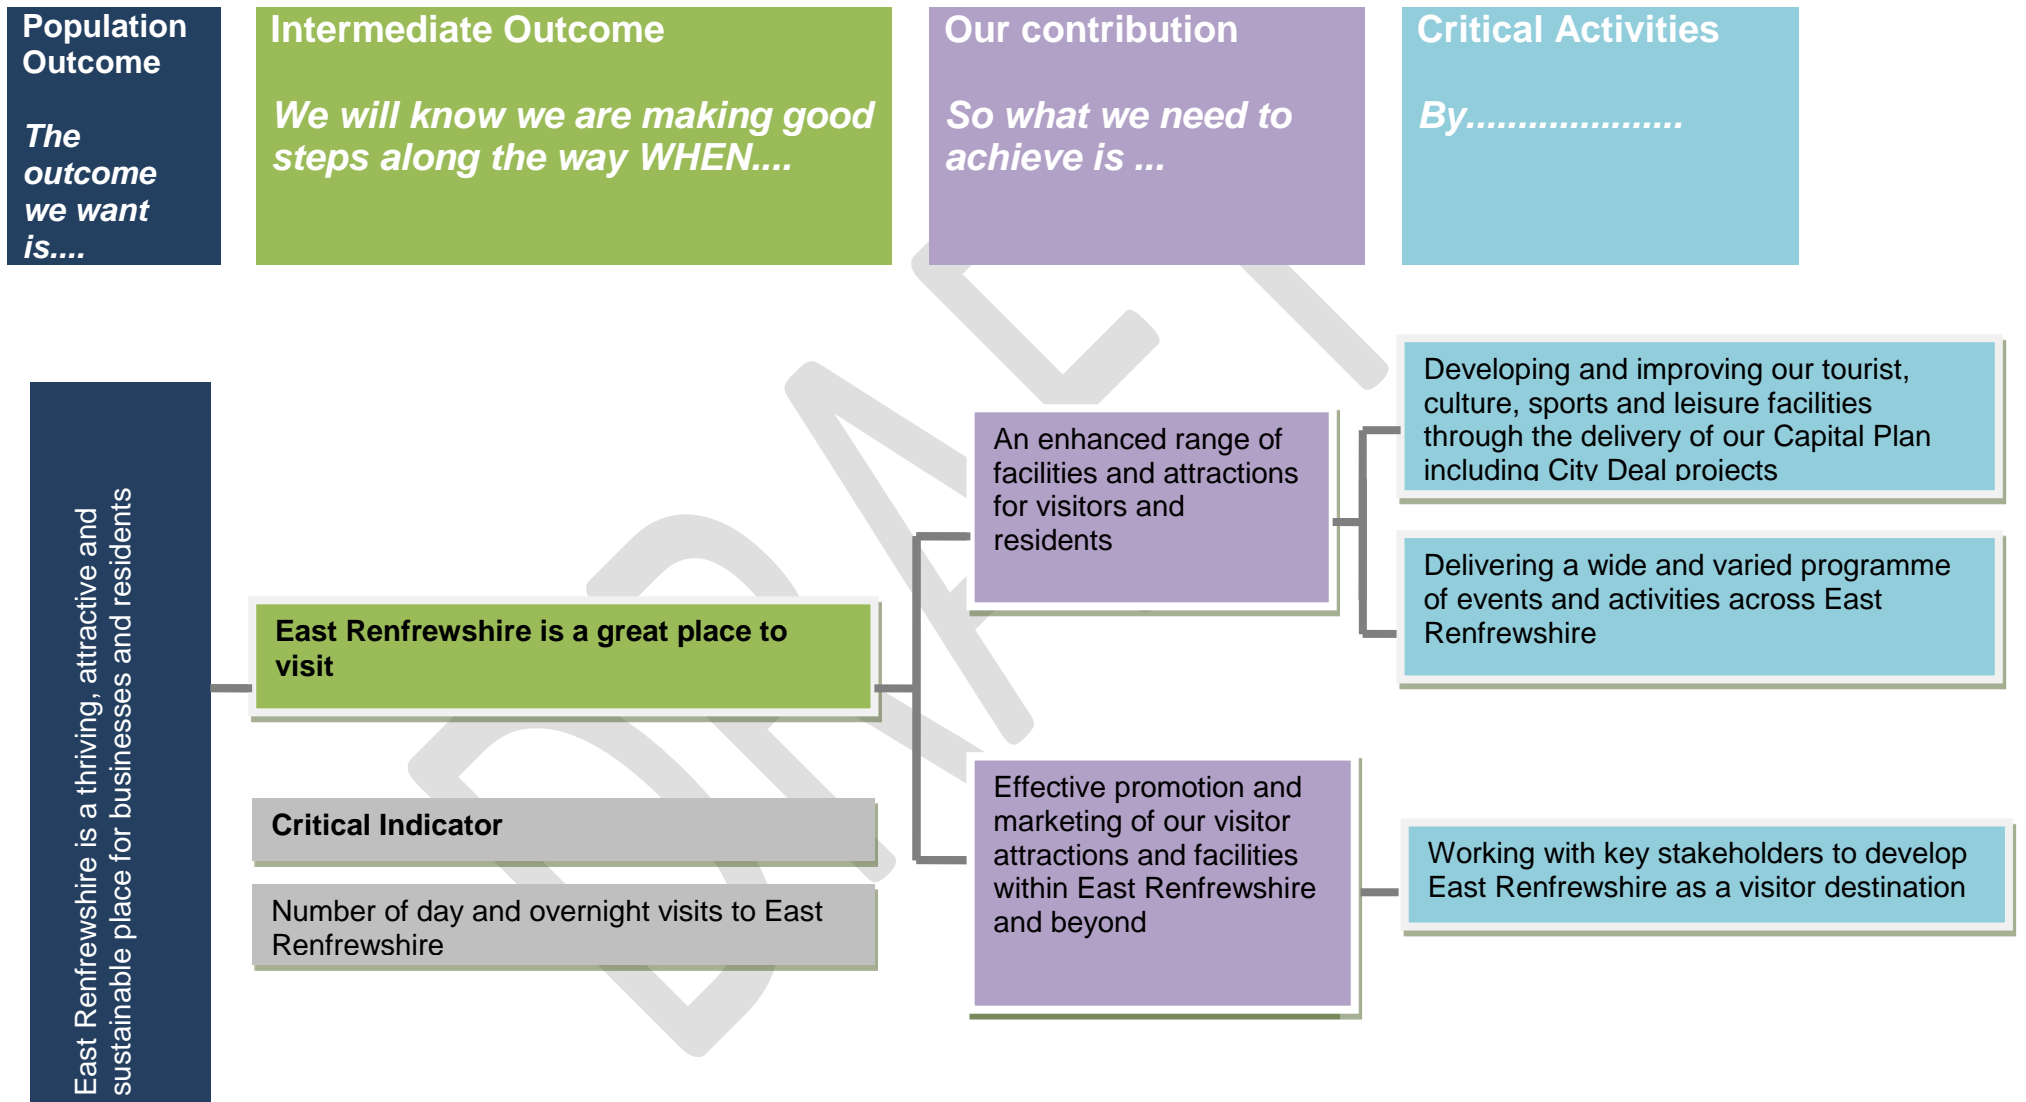 Population
Outcome
The
outcome
we want
is....
Intermediate Outcome
We will know we are making good
steps along the way WHEN....
Our contribution
So what we need to
achieve is ...
Critical Activities
By.....................
DRAFT
East Renfrewshire is a thriving, attractive and
sustainable place for businesses and residents
East Renfrewshire is a great place to
visit
Critical Indicator
Number of day and overnight visits to East
Renfrewshire
An enhanced range of
facilities and attractions
for visitors and
residents
Effective promotion and
marketing of our visitor
attractions and facilities
within East Renfrewshire
and beyond
Developing and improving our tourist,
culture, sports and leisure facilities
through the delivery of our Capital Plan
including City Deal projects
Delivering a wide and varied programme
of events and activities across East
Renfrewshire
Working with key stakeholders to develop
East Renfrewshire as a visitor destination